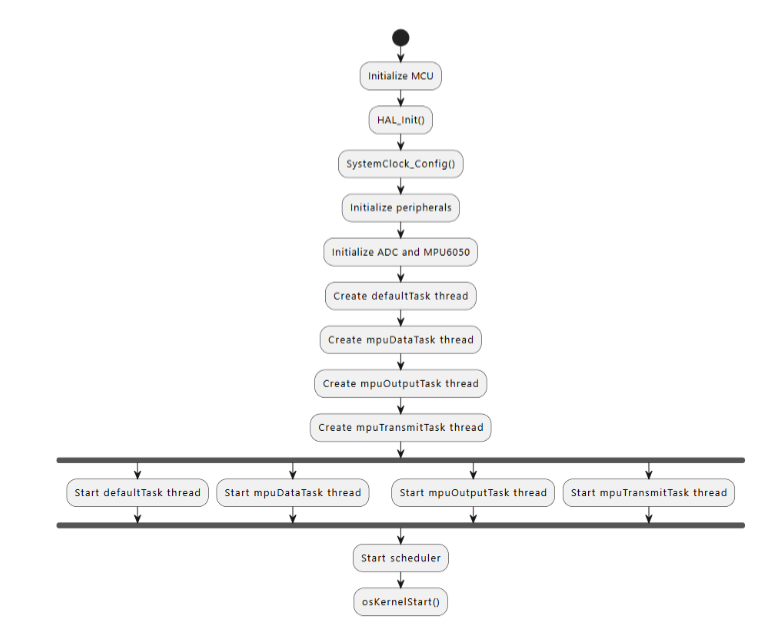 Initialize MCU
HAL_Init()
SystemClock_Config()
Initialize peripherals
Initialize ADC and MPU6050
Create defaultTask thread
Create mpuDataTask thread
Create mpuOutputTask thread
Create mpuTransmitTask thread
Start defaultTask thread
Start mpuDataTask thread
Start mpuOutputTask thread
Start mpuTransmitTask thread
Start scheduler
osKernelStart()